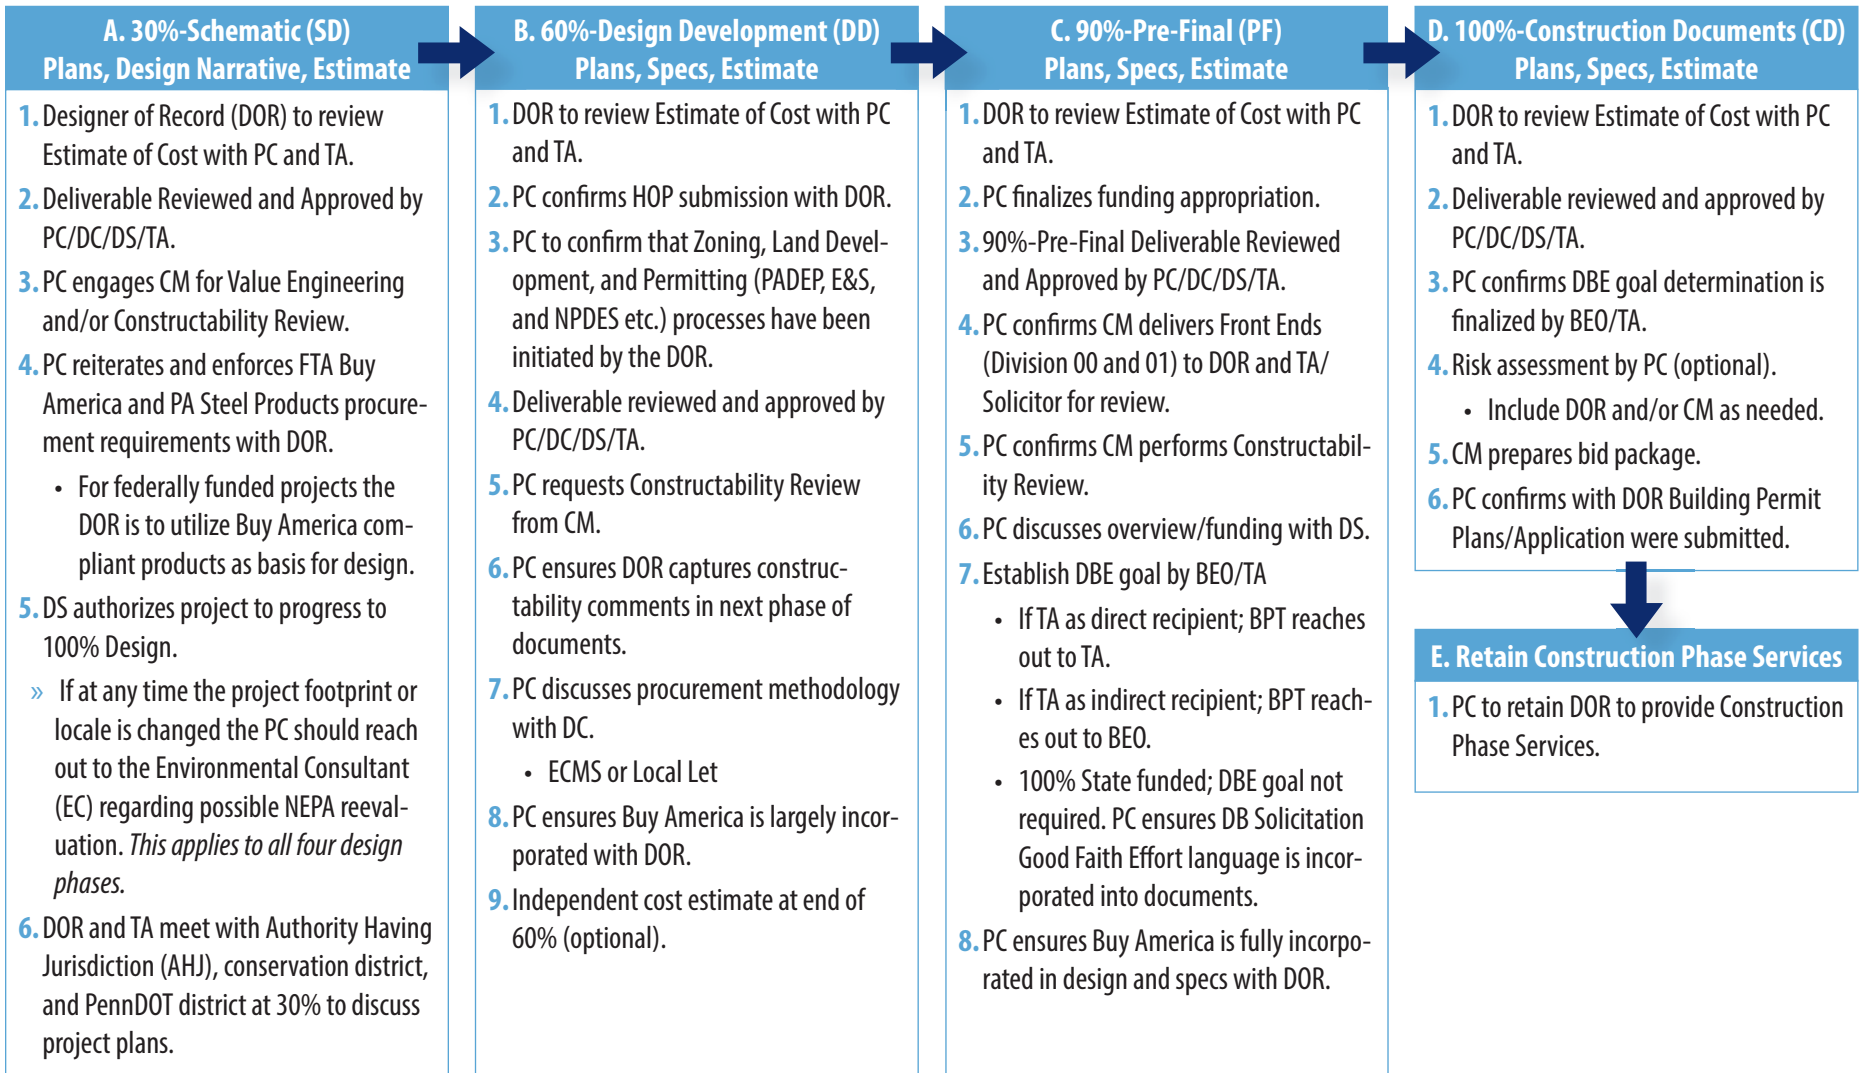 A. 30%-Schematic (SD)
Plans, Design Narrative, Estimate
1. Designer of Record (DOR) to review
Estimate of Cost with PC and TA.
2. Deliverable Reviewed and Approved by
PC/DC/DS/TA.
3. PC engages CM for Value Engineering
and/or Constructability Review.
4. PC reiterates and enforces FTA Buy
America and PA Steel Products procure-
ment requirements with DOR.
• For federally funded projects the
DOR is to utilize Buy America com-
pliant products as basis for design.
5. DS authorizes project to progress to
100% Design.
» If at any time the project footprint or
locale is changed the PC should reach
out to the Environmental Consultant
(EC) regarding possible NEPA reeval-
uation. This applies to all four design
phases.
6. DOR and TA meet with Authority Having
Jurisdiction (AHJ), conservation district,
and PennDOT district at 30% to discuss
project plans.
B. 60%-Design Development (DD)
Plans, Specs, Estimate
1. DOR to review Estimate of Cost with PC
and TA.
2. PC confirms HOP submission with DOR.
3. PC to confirm that Zoning, Land Devel-
opment, and Permitting (PADEP, E&S,
and NPDES etc.) processes have been
initiated by the DOR.
4. Deliverable reviewed and approved by
PC/DC/DS/TA.
5. PC requests Constructability Review
from CM.
6. PC ensures DOR captures construc-
tability comments in next phase of
documents.
7. PC discusses procurement methodology
with DC.
• ECMS or Local Let
8. PC ensures Buy America is largely incor-
porated with DOR.
9. Independent cost estimate at end of
60% (optional).
C. 90%-Pre-Final (PF)
Plans, Specs, Estimate
1. DOR to review Estimate of Cost with PC
and TA.
2. PC finalizes funding appropriation.
3. 90%-Pre-Final Deliverable Reviewed
and Approved by PC/DC/DS/TA.
4. PC confirms CM delivers Front Ends
(Division 00 and 01) to DOR and TA/
Solicitor for review.
5. PC confirms CM performs Constructabil-
ity Review.
6. PC discusses overview/funding with DS.
7. Establish DBE goal by BEO/TA
• If TA as direct recipient; BPT reaches
out to TA.
• If TA as indirect recipient; BPT reach-
es out to BEO.
• 100% State funded; DBE goal not
required. PC ensures DB Solicitation
Good Faith Effort language is incor-
porated into documents.
8. PC ensures Buy America is fully incorpo-
rated in design and specs with DOR.
D. 100%-Construction Documents (CD)
Plans, Specs, Estimate
1. DOR to review Estimate of Cost with PC
and TA.
2. Deliverable reviewed and approved by
PC/DC/DS/TA.
3. PC confirms DBE goal determination is
finalized by BEO/TA.
4. Risk assessment by PC (optional).
• Include DOR and/or CM as needed.
5. CM prepares bid package.
6. PC confirms with DOR Building Permit
Plans/Application were submitted.
E. Retain Construction Phase Services
1. PC to retain DOR to provide Construction
Phase Services.